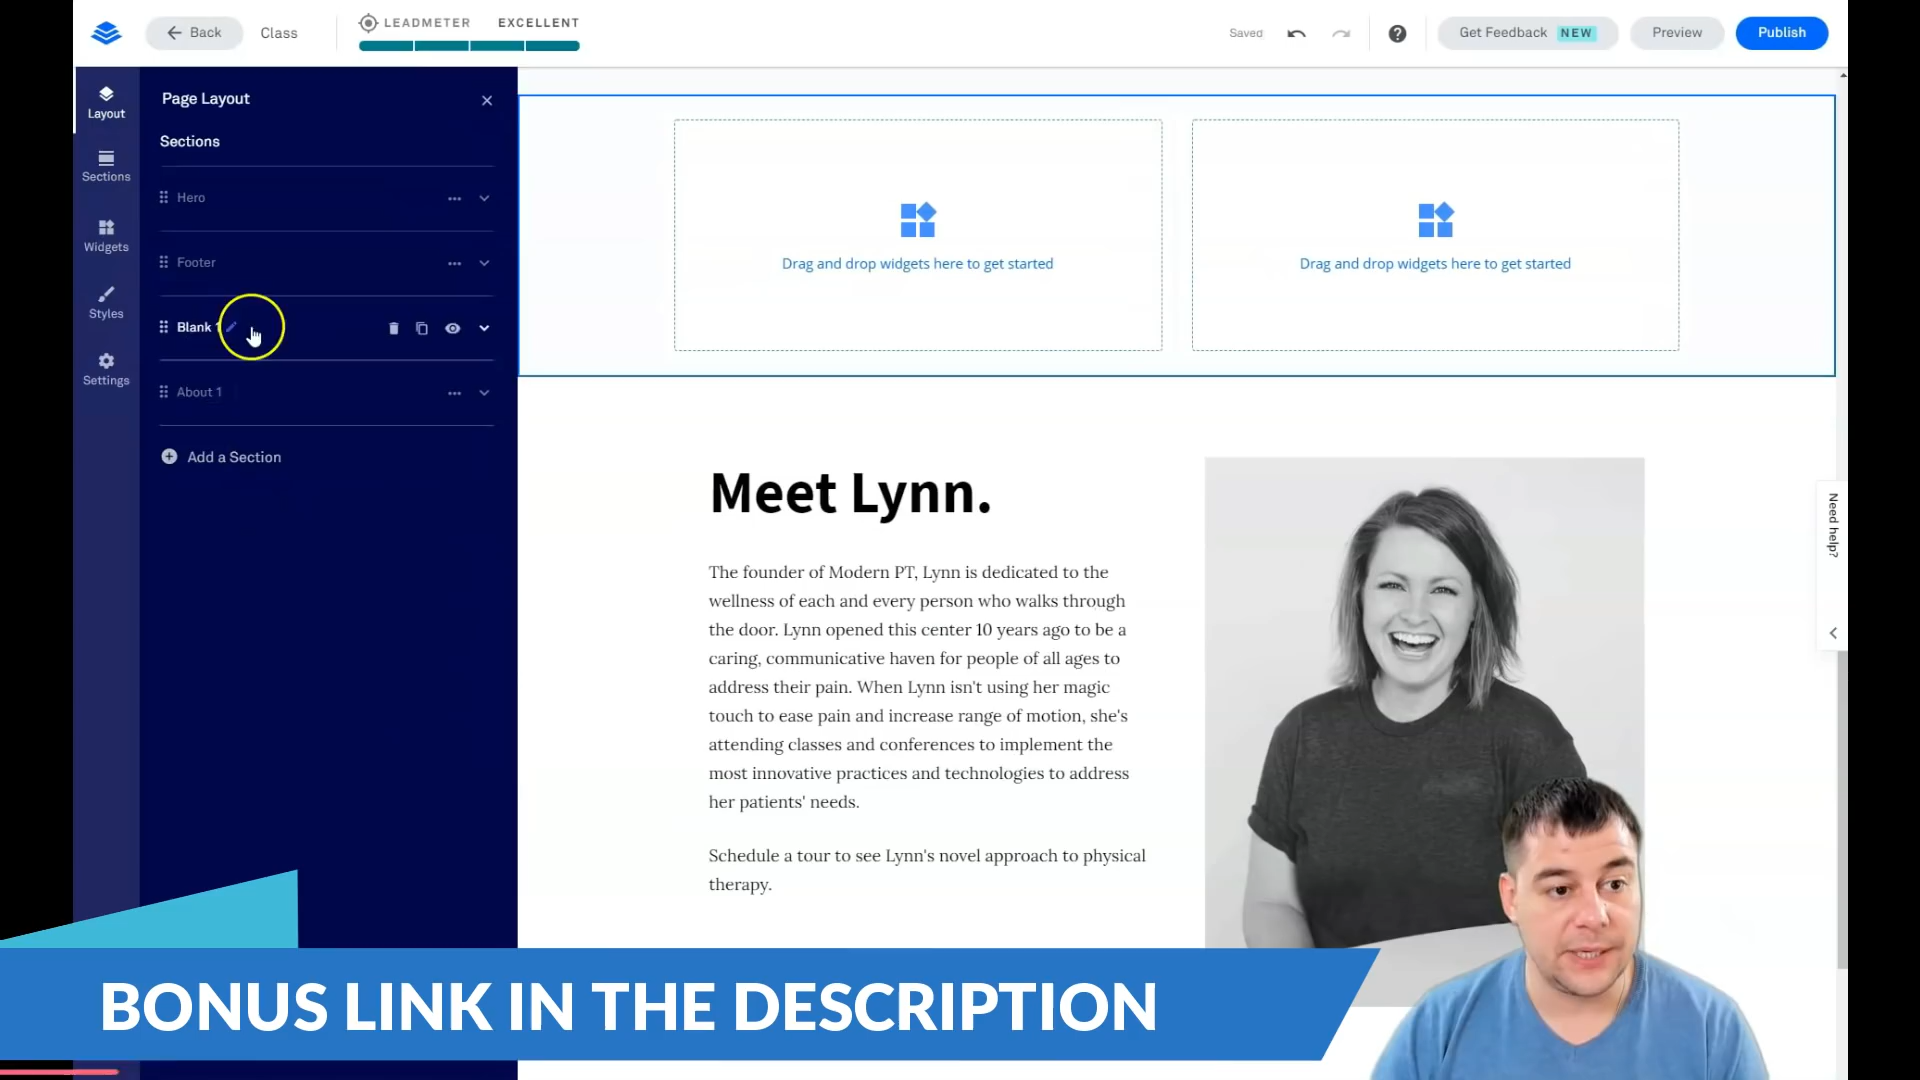 Back
Class
LEADMETER
EXCELLENT
Saved
Get Feedback NEW
Preview
Publish
Layout
Sections
Widgets
Styles
Settings
Page Layout
Sections
Hero
Footer
Blank 1
About 1
Add a Section
Drag and drop widgets here to get started
Drag and drop widgets here to get started
Meet Lynn.
The founder of Modern PT, Lynn is dedicated to the
wellness of each and every person who walks through
the door. Lynn opened this center 10 years ago to be a
caring, communicative haven for people of all ages to
address their pain. When Lynn isn't using her magic
touch to ease pain and increase range of motion, she's
attending classes and conferences to implement the
most innovative practices and technologies to address
her patients' needs.
Schedule a tour to see Lynn's novel approach to physical
therapy.
Need help?
BONUS LINK IN THE DESCRIPTION